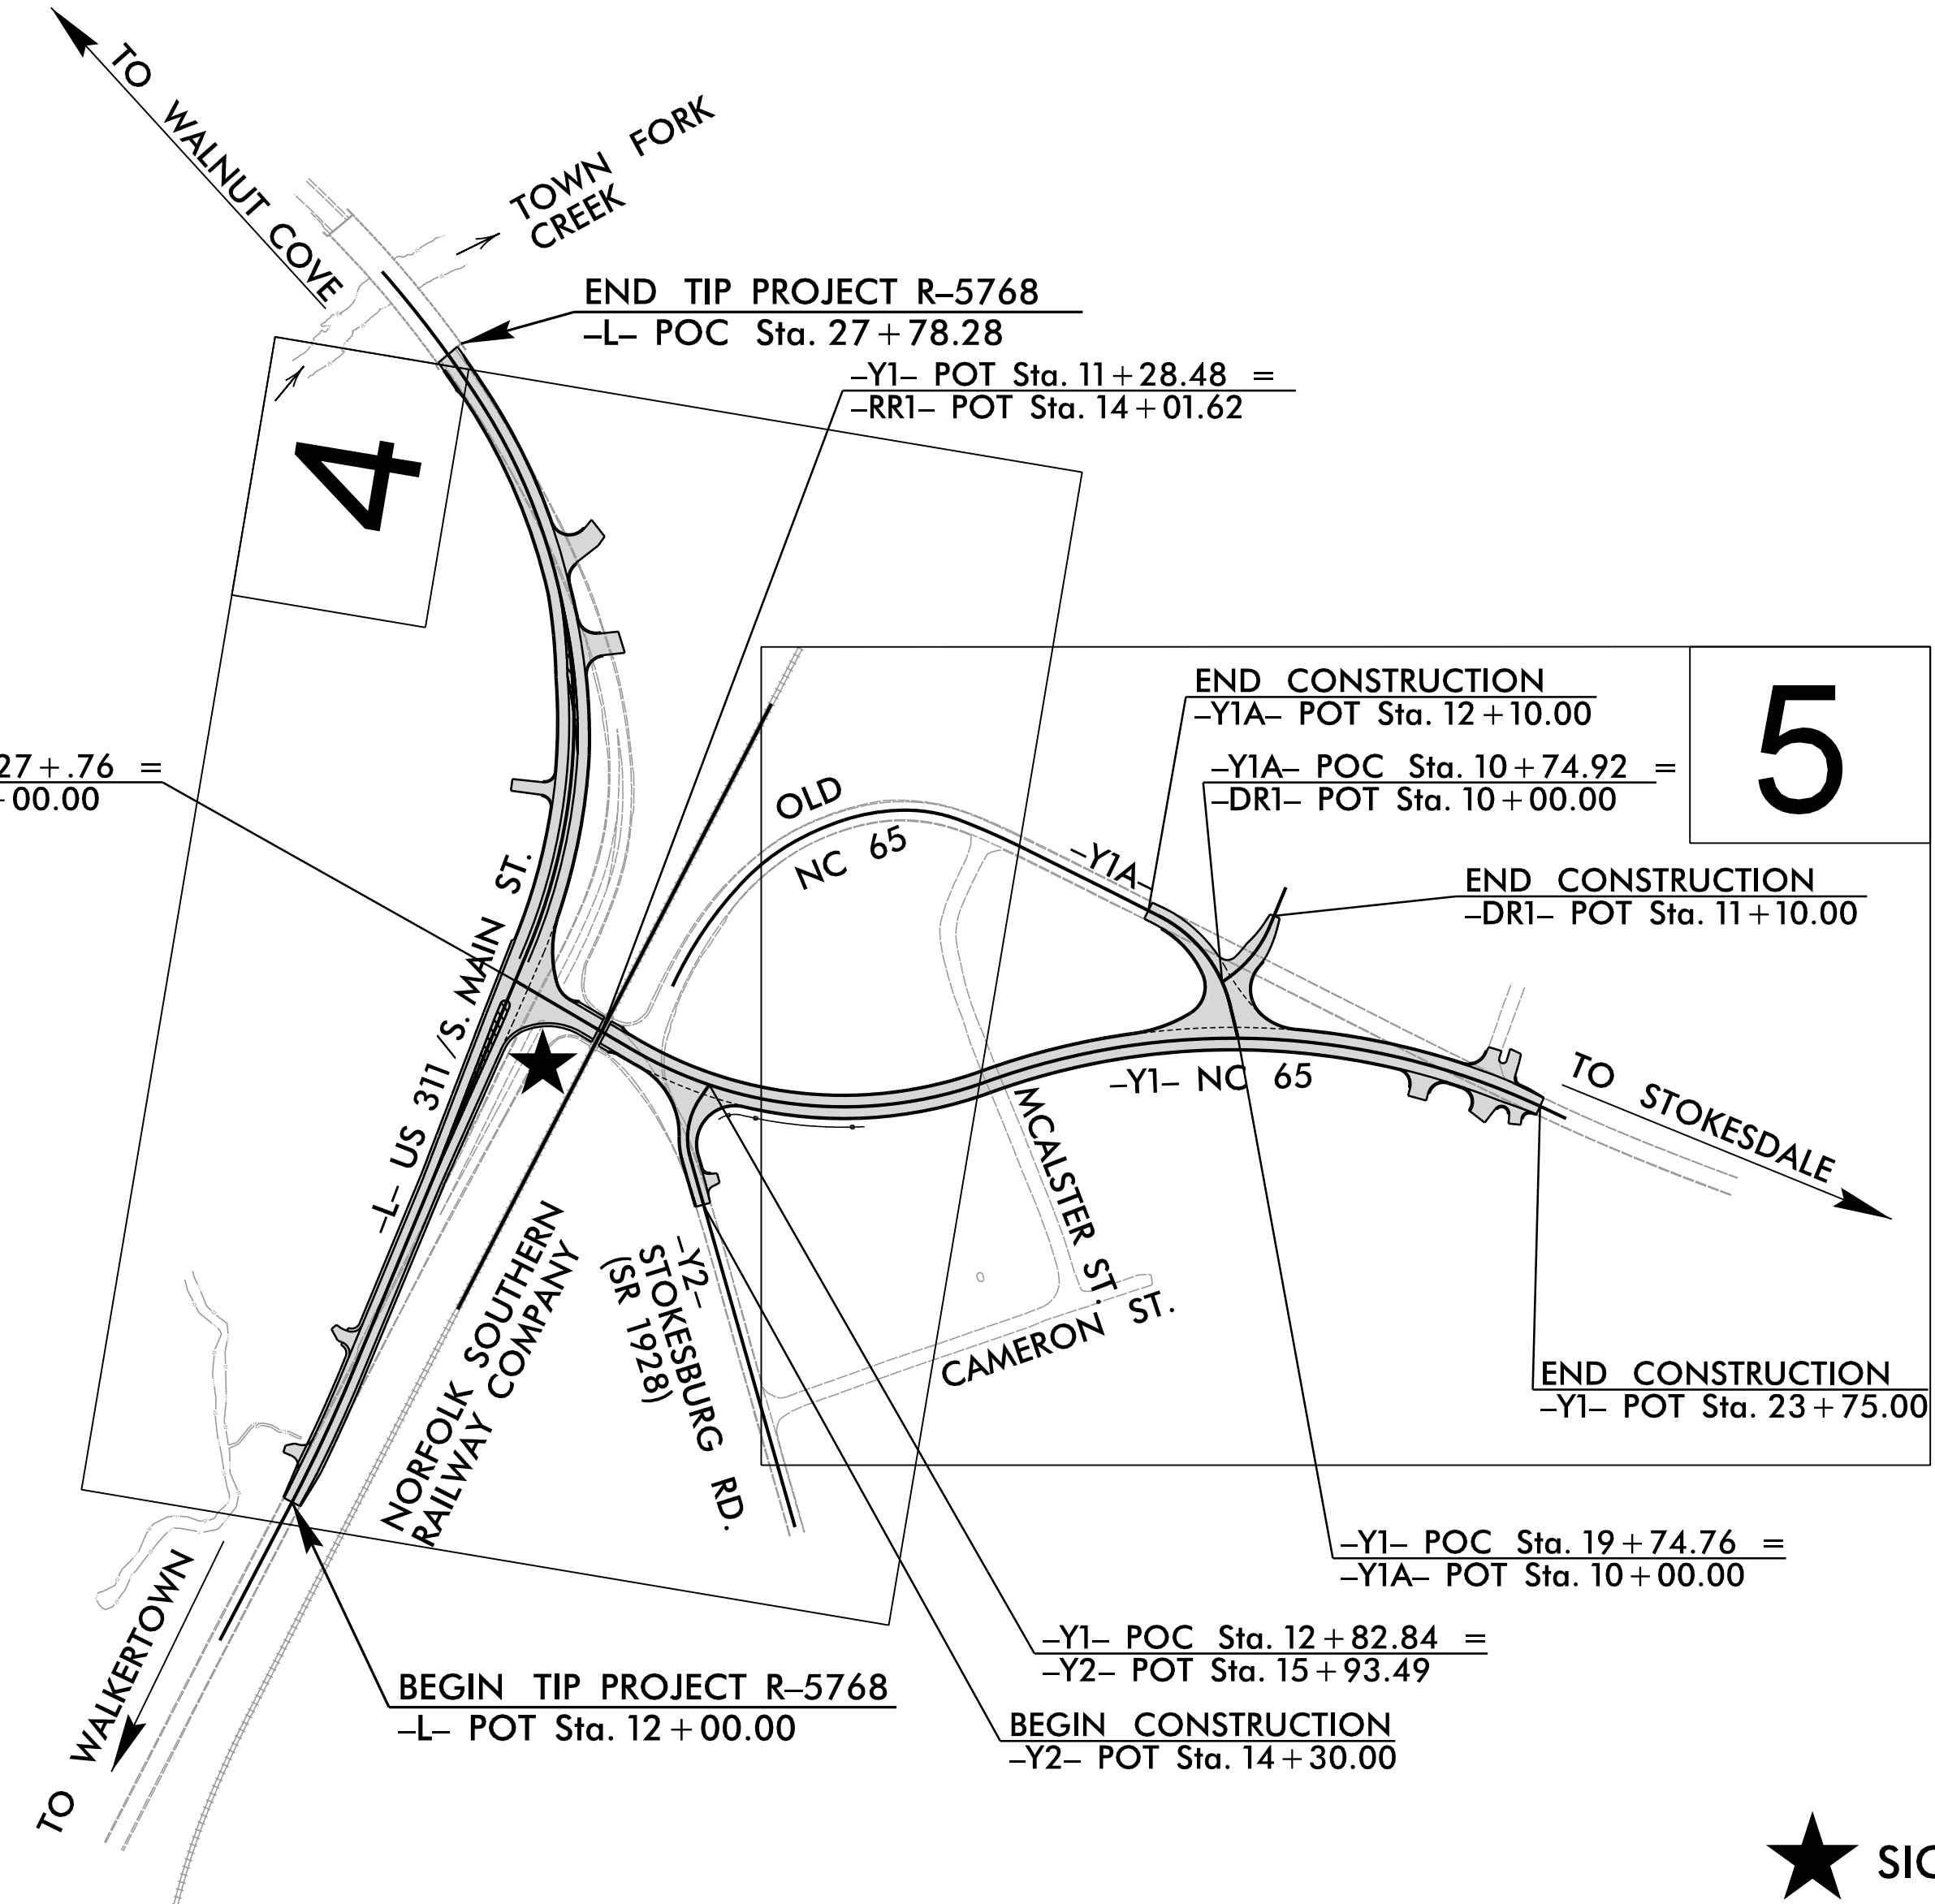 TO WALNUT COVE
TOWN FORK
CREEK
END TIP PROJECT R–5768
–L– POC Sta. 27+78.28
–Y1– POT Sta. 11+28.48 =
–RR1– POT Sta. 14+01.62
4
5
END CONSTRUCTION
–Y1A– POT Sta. 12+10.00
27+.76 =
+00.00
–Y1A– POC Sta. 10+74.92 =
–DR1– POT Sta. 10+00.00
OLD
NC 65
–Y1A–
END CONSTRUCTION
–DR1– POT Sta. 11+10.00
–L– US 311/S. MAIN ST.
–Y1– NC 65
TO STOKESDALE
MCALSTER ST.
NORFOLK SOUTHERN
RAILWAY COMPANY
–Y2–
STOKESBURG RD.
(SR 1928)
CAMERON ST.
END CONSTRUCTION
–Y1– POT Sta. 23+75.00
–Y1– POC Sta. 19+74.76 =
–Y1A– POT Sta. 10+00.00
TO WALKERTOWN
–Y1– POC Sta. 12+82.84 =
–Y2– POT Sta. 15+93.49
BEGIN TIP PROJECT R–5768
–L– POT Sta. 12+00.00
BEGIN CONSTRUCTION
–Y2– POT Sta. 14+30.00